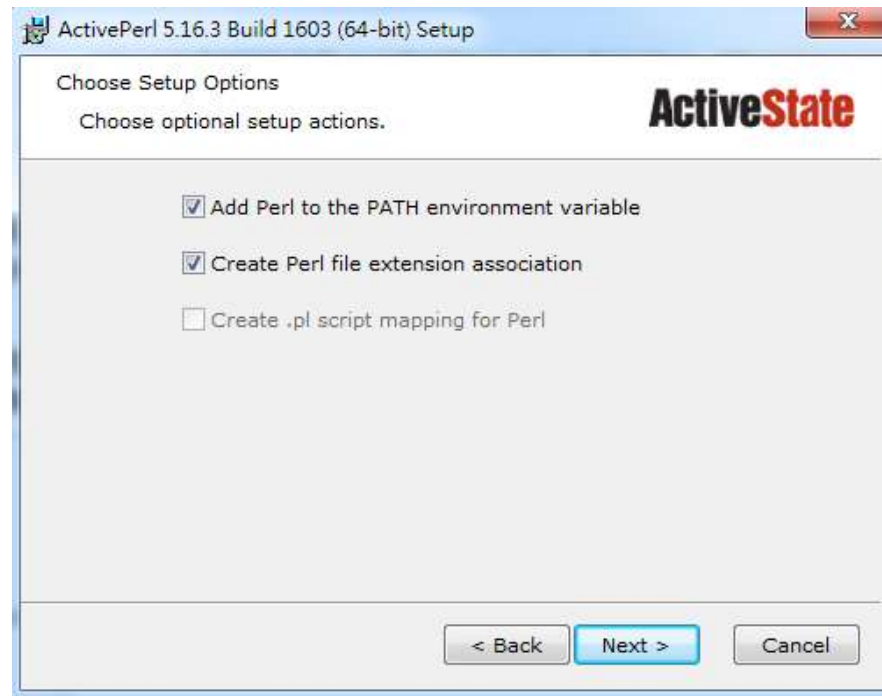 ActivePerl 5.16.3 Build 1603 (64-bit) Setup
Choose Setup Options
Choose optional setup actions.
ActiveState
Add Perl to the PATH environment variable
Create Perl file extension association
Create .pl script mapping for Perl
< Back Next > Cancel